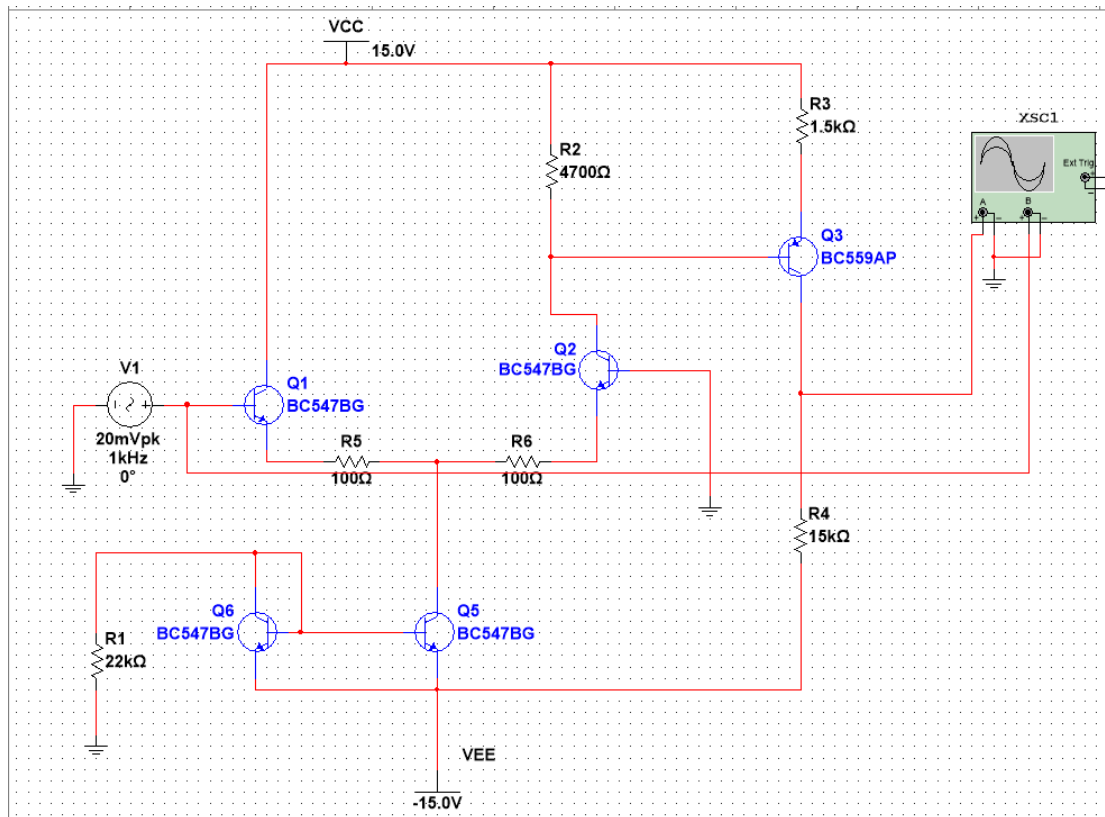 VCC
15.0V
R3
1.5kΩ
XSC1
R2
4700Ω
Ext Trig
+
-
A
B
+
-
+
-
Q3
BC559AP
Q2
BC547BG
V1
Q1
BC547BG
20mVpk
1kHz
0°
R5
100Ω
R6
100Ω
R4
15kΩ
Q6
BC547BG
Q5
BC547BG
R1
22kΩ
VEE
-15.0V